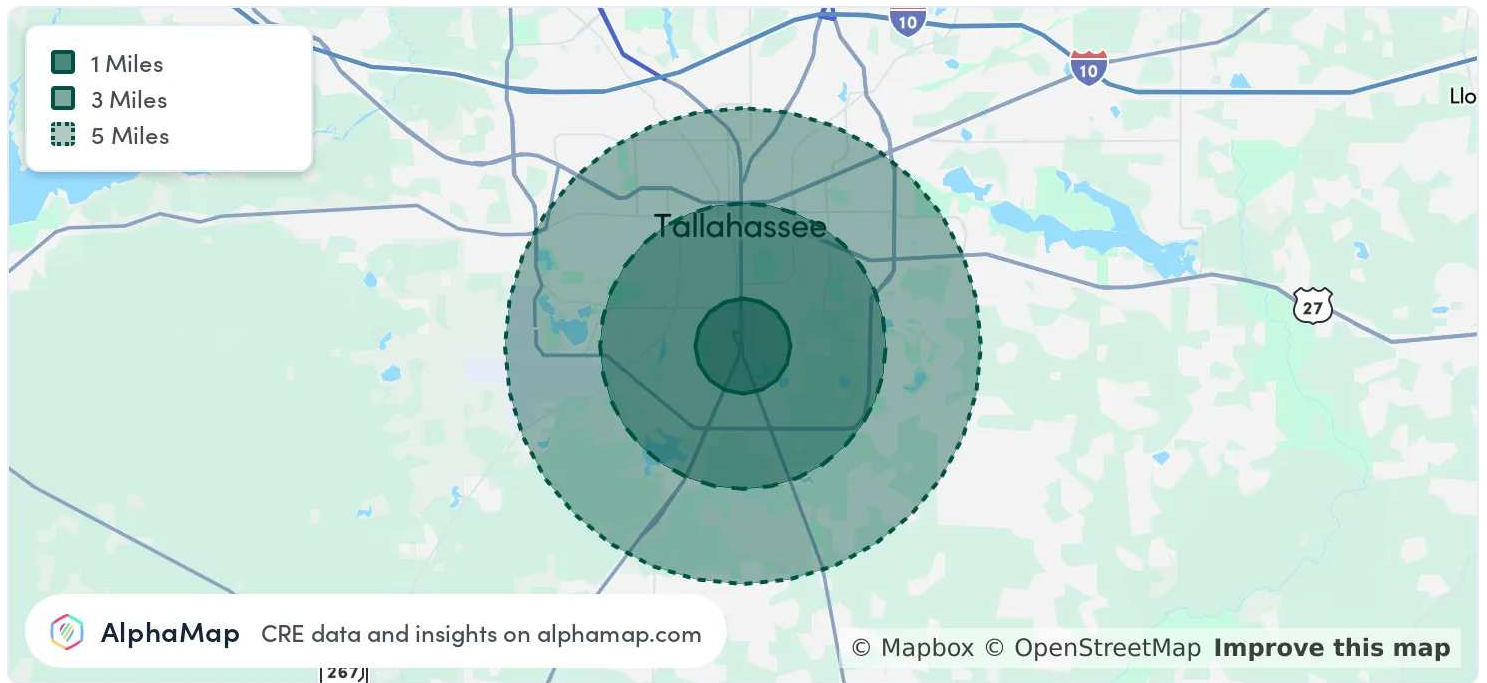 10
1 Miles
10
Llo
3 Miles
5 Miles
Tallahassee
27
AlphaMap CRE data and insights on alphamap.com
© Mapbox © OpenStreetMap Improve this map
267